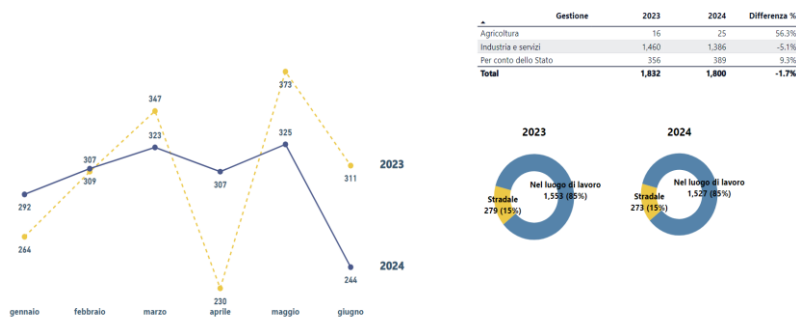 Gestione 2023 2024 Differenza %
Agricoltura 16 25 56.3%
Industria e servizi 1,460 1,386 -5.1%
Per conto dello Stato 356 389 9.3%
Total 1,832 1,800 -1.7%
347
373
323
325
307
309
307
292
264
311
230
244
2023
2024
gennaio febbraio marzo aprile maggio giugno
2023
Nel luogo di lavoro
1,553 (85%)
Stradale
279 (15%)
2024
Nel luogo di lavoro
1,527 (85%)
Stradale
273 (15%)